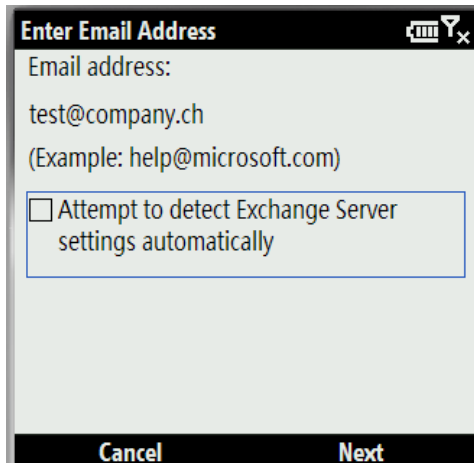 Enter Email Address
Email address:
test@company.ch
(Example: help@microsoft.com)
Attempt to detect Exchange Server
settings automatically
Cancel Next